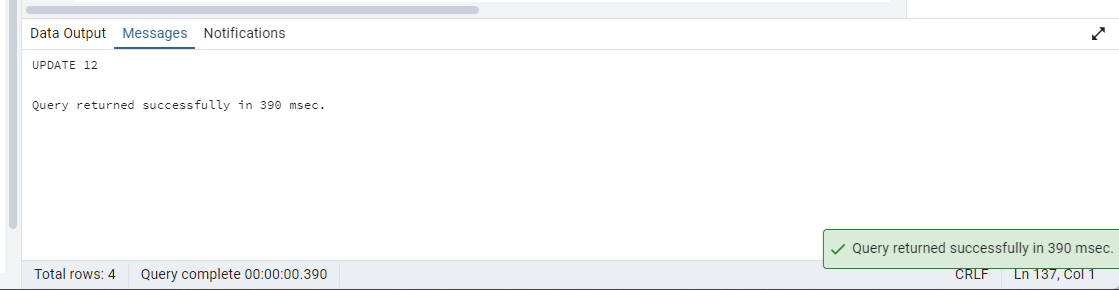 Data Output Messages Notifications
UPDATE 12
Query returned successfully in 390 msec.
Query returned successfully in 390 msec.
Total rows: 4 Query complete 00:00:00.390 CRLF Ln 137, Col 1